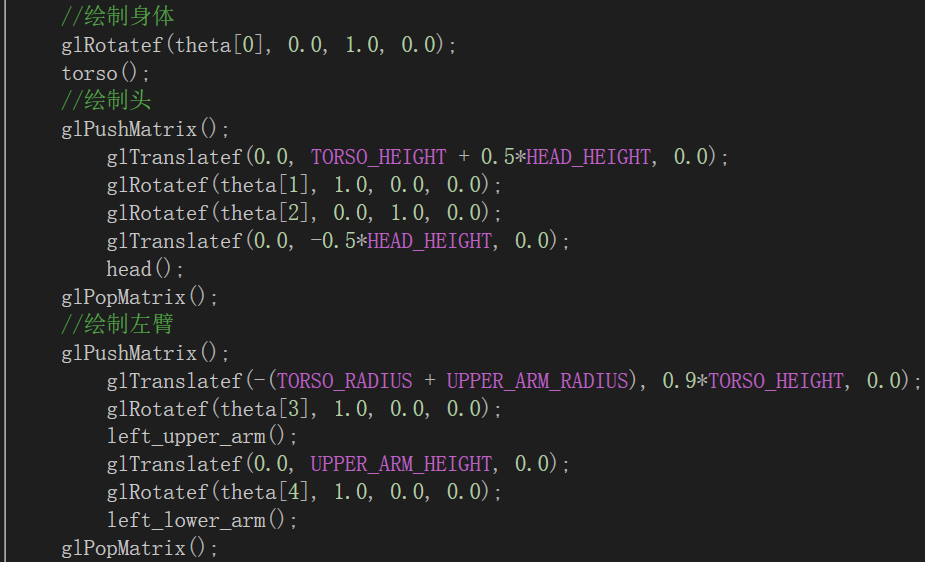 //绘制身体
glRotatef(theta[0], 0.0, 1.0, 0.0);
torso();
//绘制头
glPushMatrix();
glTranslatef(0.0, TORSO_HEIGHT + 0.5*HEAD_HEIGHT, 0.0);
glRotatef(theta[1], 1.0, 0.0, 0.0);
glRotatef(theta[2], 0.0, 1.0, 0.0);
glTranslatef(0.0, -0.5*HEAD_HEIGHT, 0.0);
head();
glPopMatrix();
//绘制左臂
glPushMatrix();
glTranslatef(-(TORSO_RADIUS + UPPER_ARM_RADIUS), 0.9*TORSO_HEIGHT, 0.0);
glRotatef(theta[3], 1.0, 0.0, 0.0);
left_upper_arm();
glTranslatef(0.0, UPPER_ARM_HEIGHT, 0.0);
glRotatef(theta[4], 1.0, 0.0, 0.0);
left_lower_arm();
glPopMatrix();